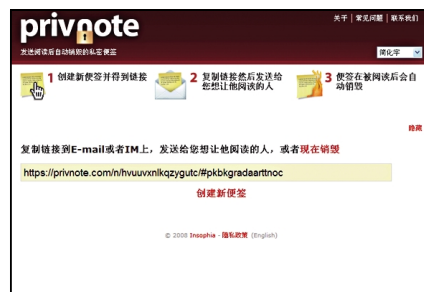 privnote
关于 | 常见问题 | 联系我们
发送阅读后自动销毁的私密便签
简化字
1 创建新便签并得到链接
2 复制链接然后发送给
您想让他阅读的人
3 便签在被阅读后会自
动销毁
隐藏
复制链接到E-mail或者IM上，发送给您想让他阅读的人，或者现在销毁
https://privnote.com/n/hvuuvxnlkqzygutc/#pkbkgradaarttnoc
创建新便签
© 2008 Insophia - 隐私政策 (English)